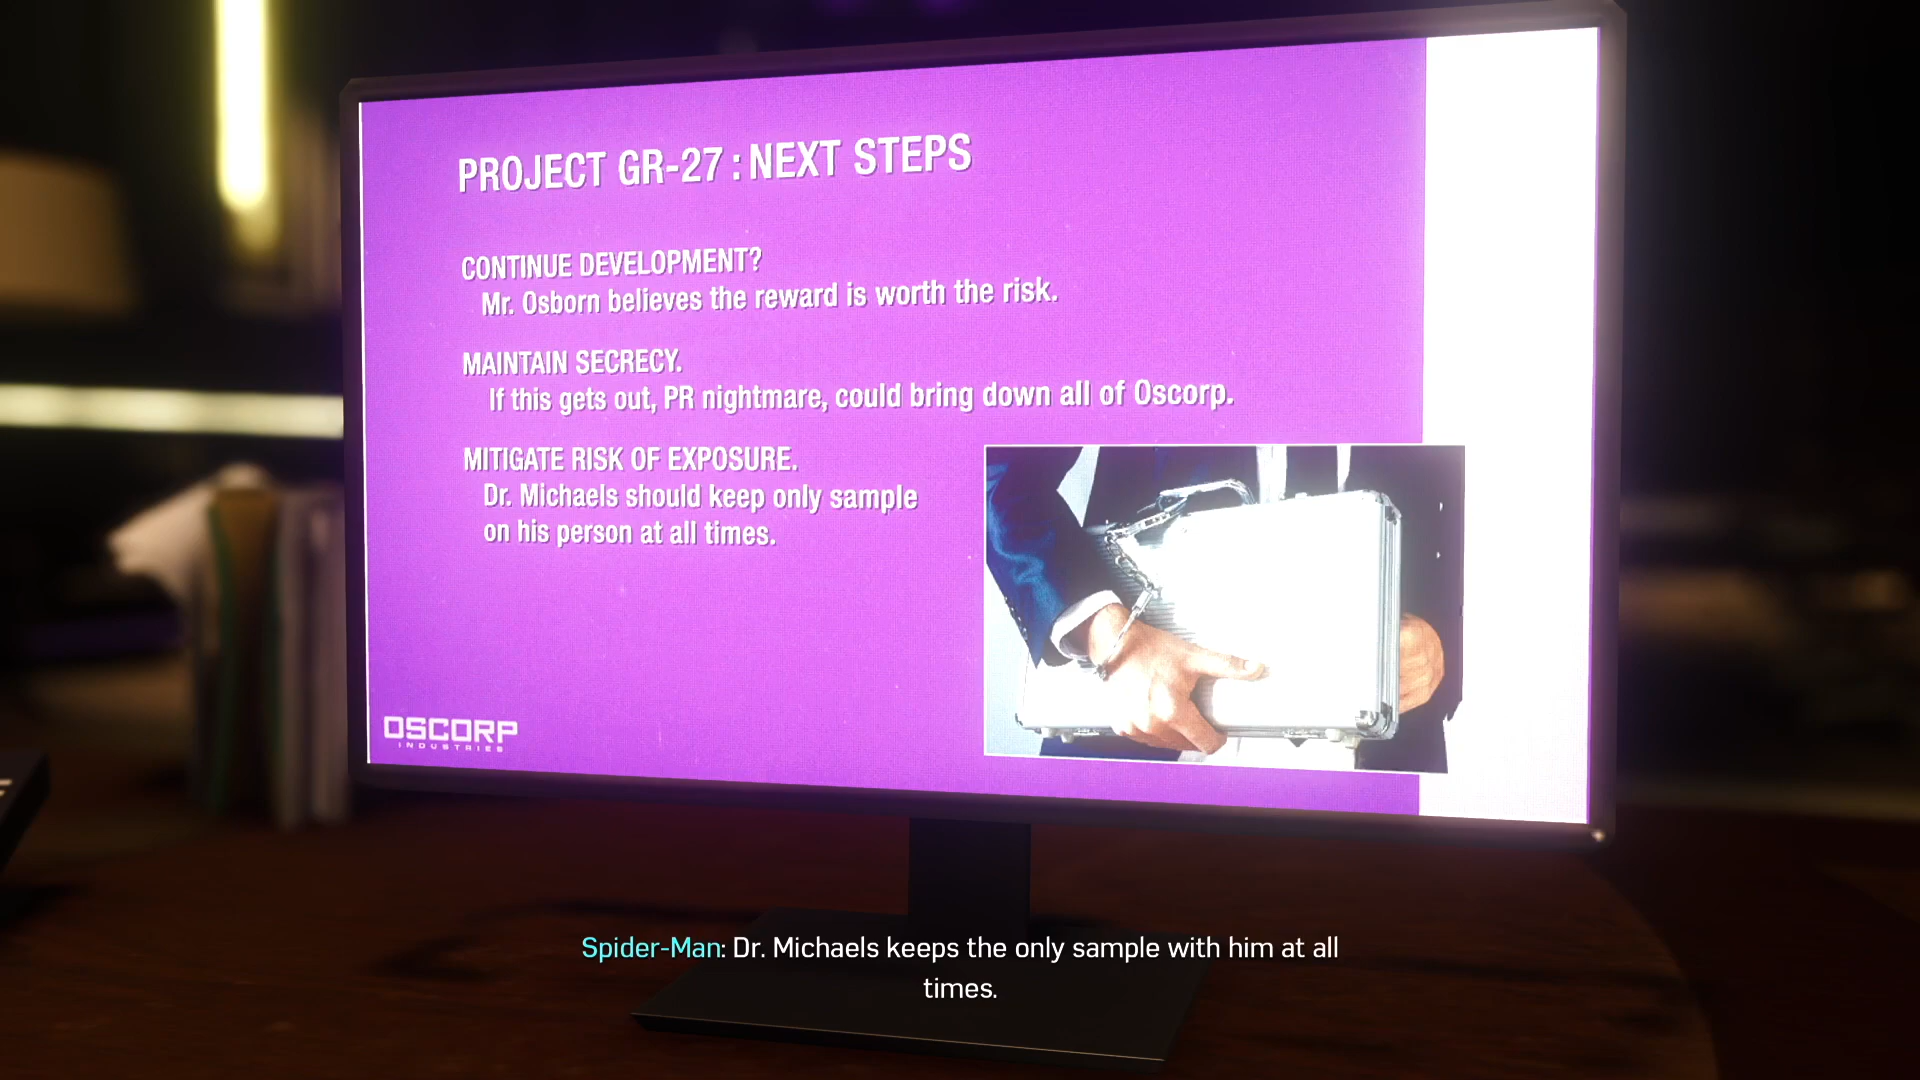 PROJECT GR-27 : NEXT STEPS
CONTINUE DEVELOPMENT?
Mr. Osborn believes the reward is worth the risk.
MAINTAIN SECRECY.
If this gets out, PR nightmare, could bring down all of Oscorp.
MITIGATE RISK OF EXPOSURE.
Dr. Michaels should keep only sample
on his person at all times.
OSCORP
INDUSTRIES
Spider-Man: Dr. Michaels keeps the only sample with him at all
times.